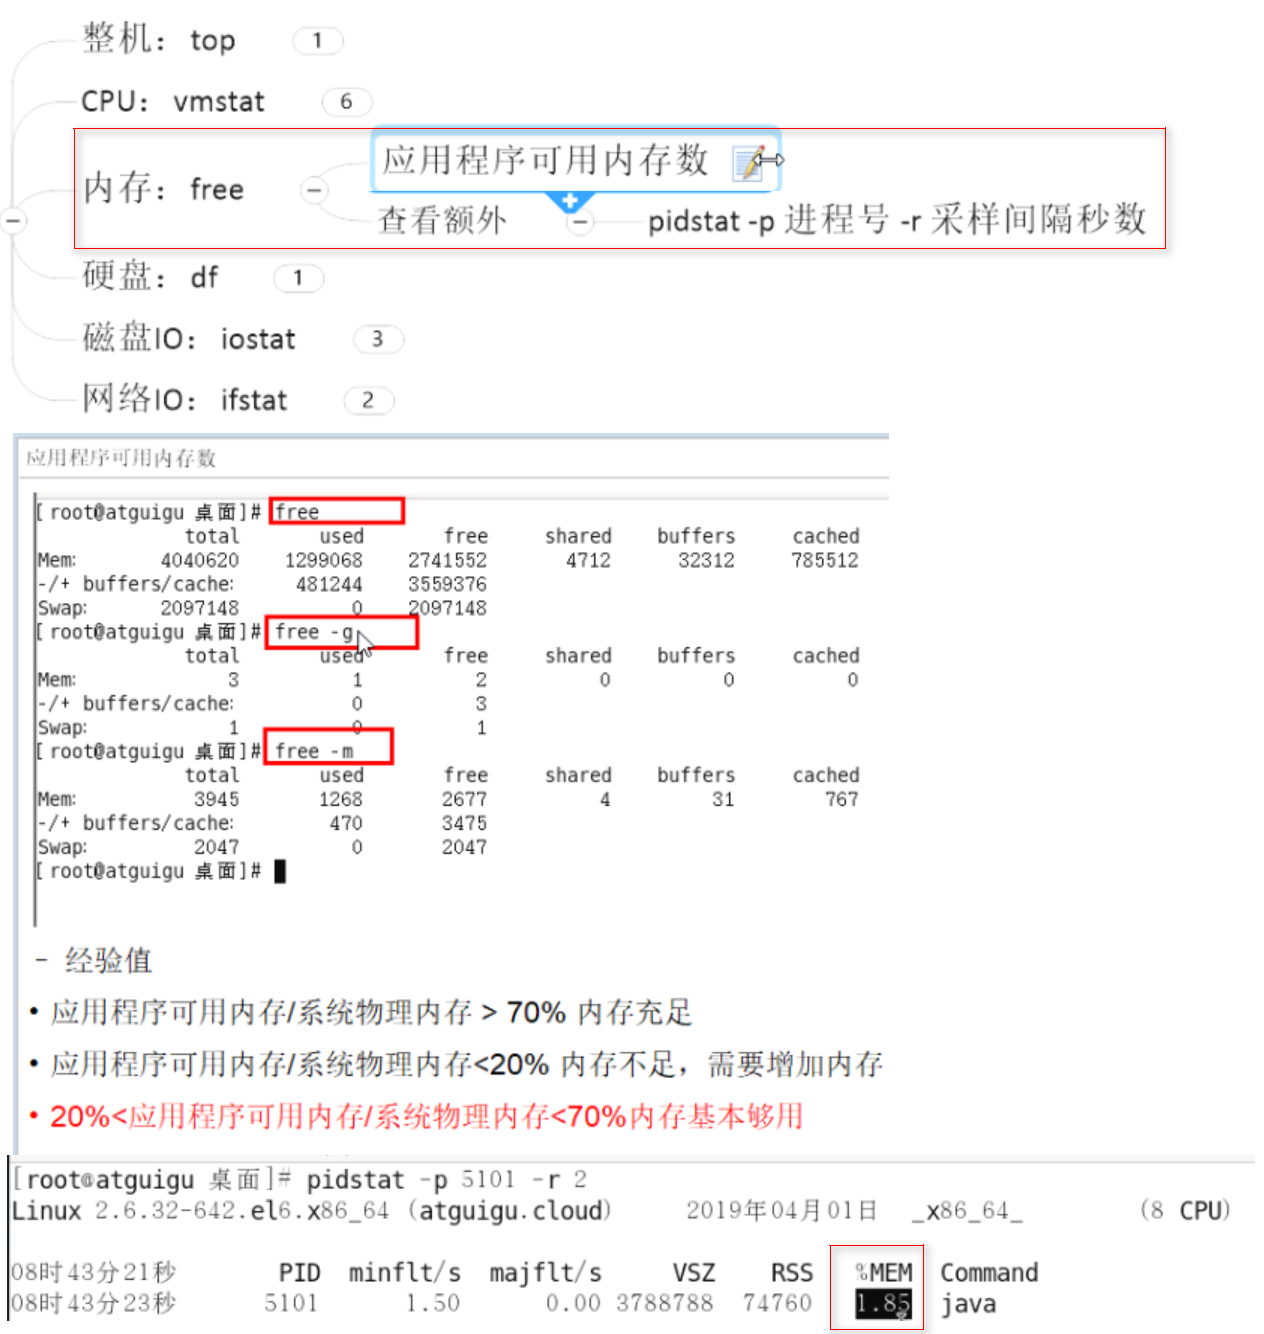 整机：top 1
CPU：vmstat 6
应用程序可用内存数
内存：free
查看额外 pidstat -p 进程号 -r 采样间隔秒数
硬盘：df 1
磁盘IO：iostat 3
网络IO：ifstat 2
应用程序可用内存数
[root@atguigu 桌面]# free
total used free shared buffers cached
Mem: 4040620 1299068 2741552 4712 32312 785512
-/+ buffers/cache: 481244 3559376
Swap: 2097148 0 2097148
[root@atguigu 桌面]# free -g
total used free shared buffers cached
Mem: 3 1 2 0 0 0
-/+ buffers/cache: 0 3
Swap: 1 0 1
[root@atguigu 桌面]# free -m
total used free shared buffers cached
Mem: 3945 1268 2677 4 31 767
-/+ buffers/cache: 470 3475
Swap: 2047 0 2047
[root@atguigu 桌面]#
- 经验值
• 应用程序可用内存/系统物理内存 > 70% 内存充足
• 应用程序可用内存/系统物理内存<20% 内存不足，需要增加内存
• 20%<应用程序可用内存/系统物理内存<70%内存基本够用
[root@atguigu 桌面]# pidstat -p 5101 -r 2
Linux 2.6.32-642.el6.x86_64 (atguigu.cloud) 2019年04月01日 _x86_64_ (8 CPU)
08时43分21秒 PID minflt/s majflt/s VSZ RSS %MEM Command
08时43分23秒 5101 1.50 0.00 3788788 74760 1.85 java